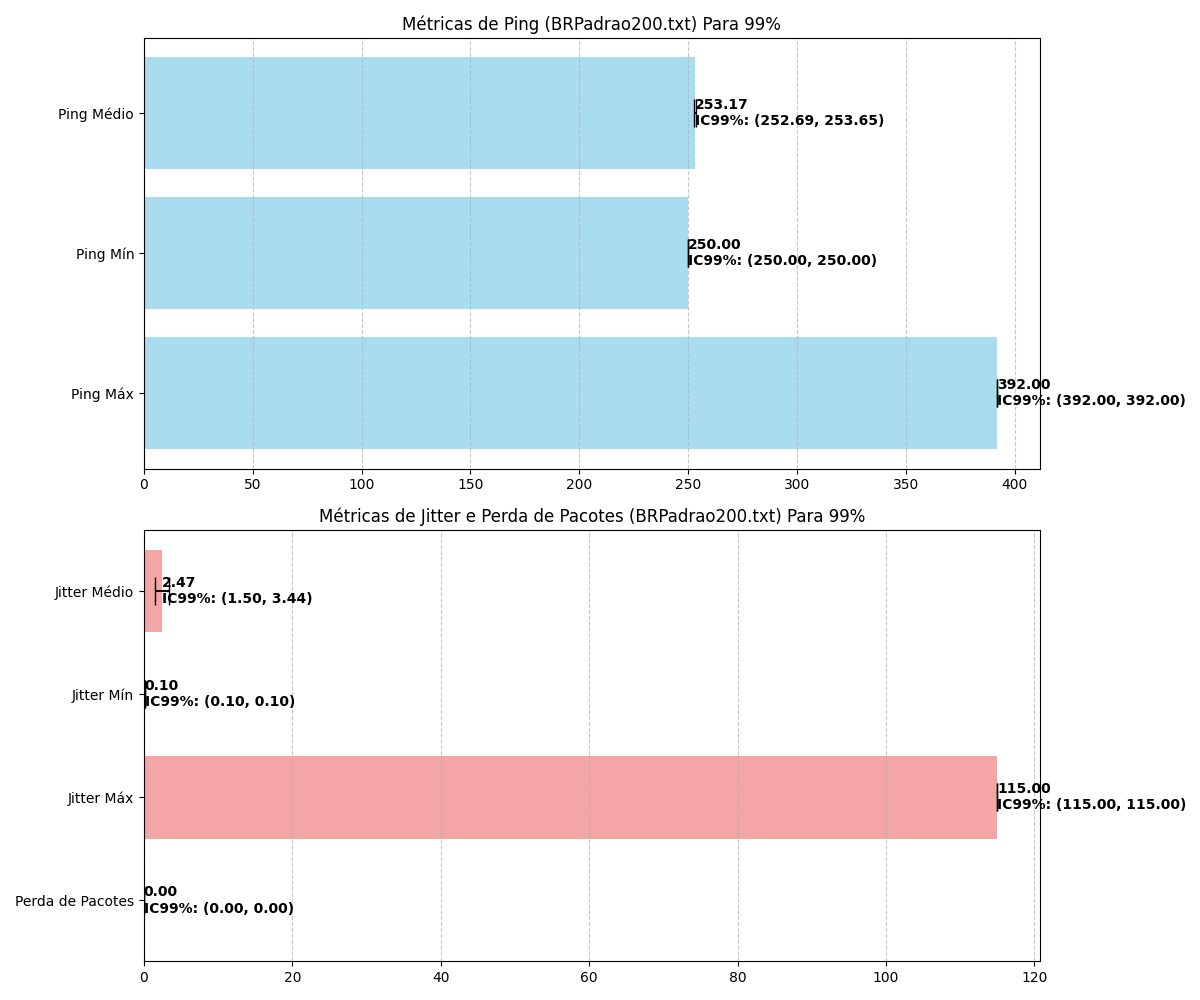 Métricas de Ping (BRPadrao200.txt) Para 99%
Ping Médio
253.17
IC99%: (252.69, 253.65)
Ping Mín
250.00
IC99%: (250.00, 250.00)
Ping Máx
392.00
IC99%: (392.00, 392.00)
0 50 100 150 200 250 300 350 400
Métricas de Jitter e Perda de Pacotes (BRPadrao200.txt) Para 99%
Jitter Médio
2.47
IC99%: (1.50, 3.44)
Jitter Mín
0.10
IC99%: (0.10, 0.10)
Jitter Máx
115.00
IC99%: (115.00, 115.00)
Perda de Pacotes
0.00
IC99%: (0.00, 0.00)
0 20 40 60 80 100 120